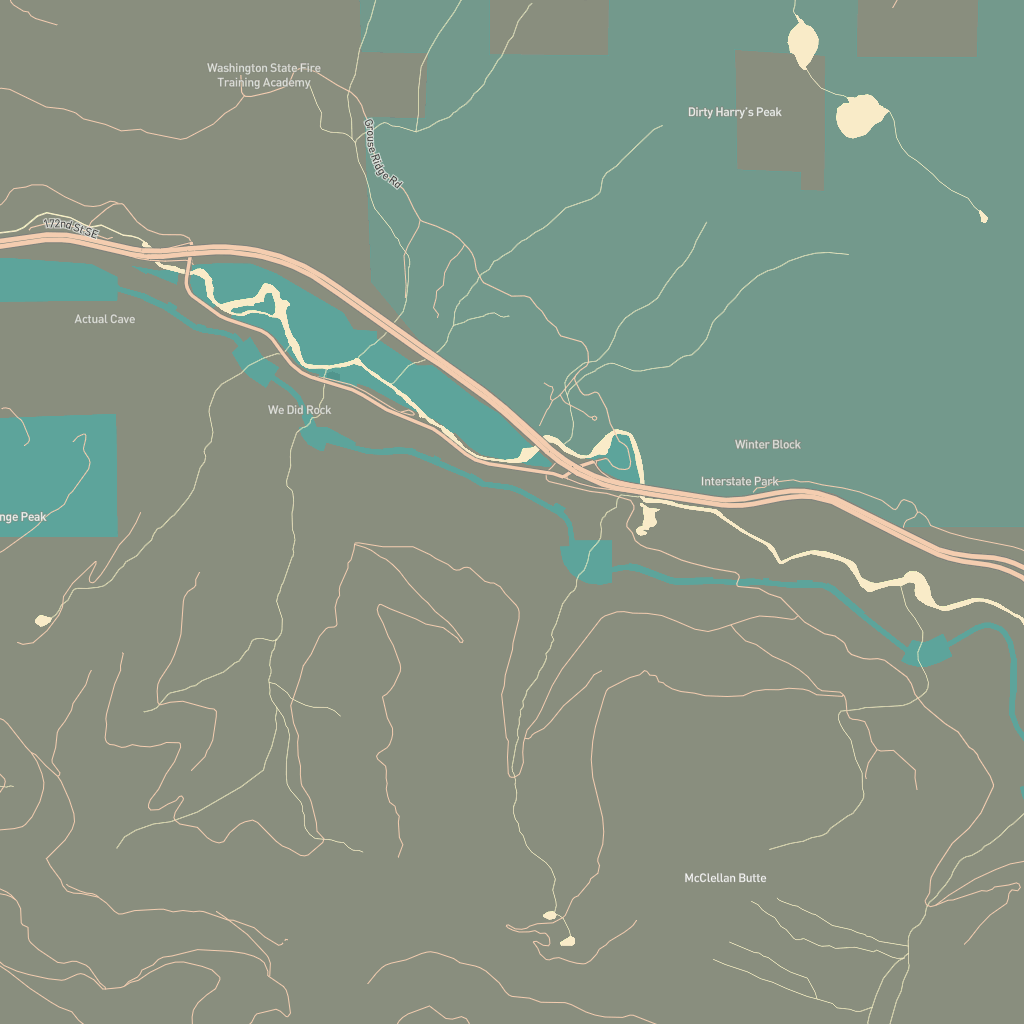 Washington State Fire
Training Academy
Dirty Harry's Peak
Grouse Ridge Rd
172nd St SE
Actual Cave
We Did Rock
Winter Block
Interstate Park
nge Peak
McClellan Butte